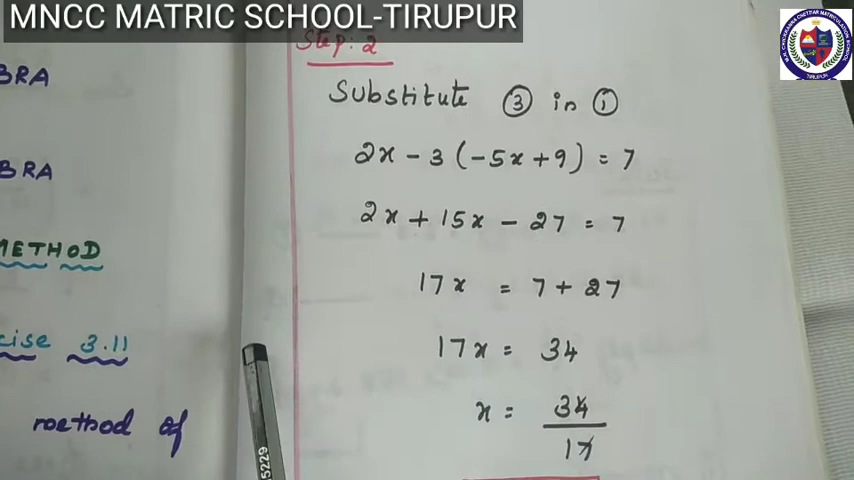 MNCC MATRIC SCHOOL-TIRUPUR
BRA
BRA
METHOD
cise 3.11
method of
Step: 2
Substitute ③ in ①
2x - 3 (-5x + 9) = 7
2x + 15x - 27 = 7
17x = 7 + 27
17x = 34
x = 34
17
5229
TIRUPUR